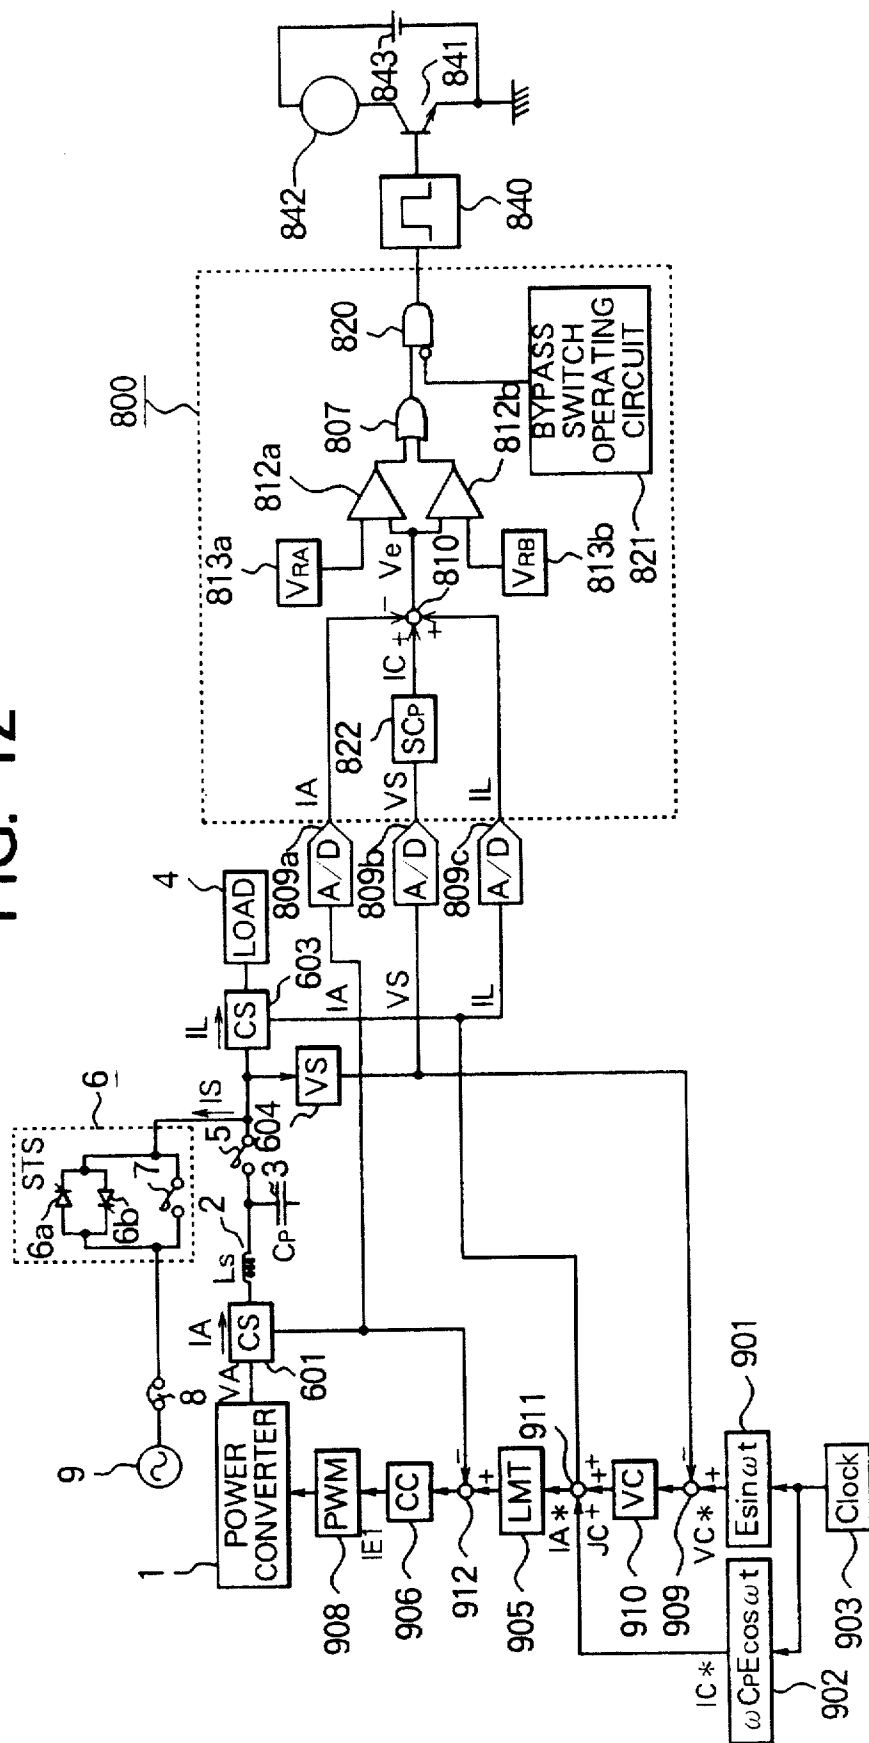 FIG. 12
9
8
6
STS
6a
6b
7
IS
IL
4
LOAD
1
POWER
CONVERTER
VA
IA
CS
601
Ls
2
CP
3
5
604
VS
CS
603
IA
VS
IL
809a
A/D
809b
A/D
809c
A/D
800
IA
VS
IL
822
SCP
IC
+
-
+
810
Ve
813a
VRA
813b
VRB
812a
812b
807
820
821
BYPASS
SWITCH
OPERATING
CIRCUIT
840
841
842
843
908
PWM
IE1
906
CC
912
-
+
905
LMT
IA*
911
JC
+
+
+
910
VC
909
-
+
VC*
901
Esinωt
IC*
ωCPEcosωt
902
903
Clock